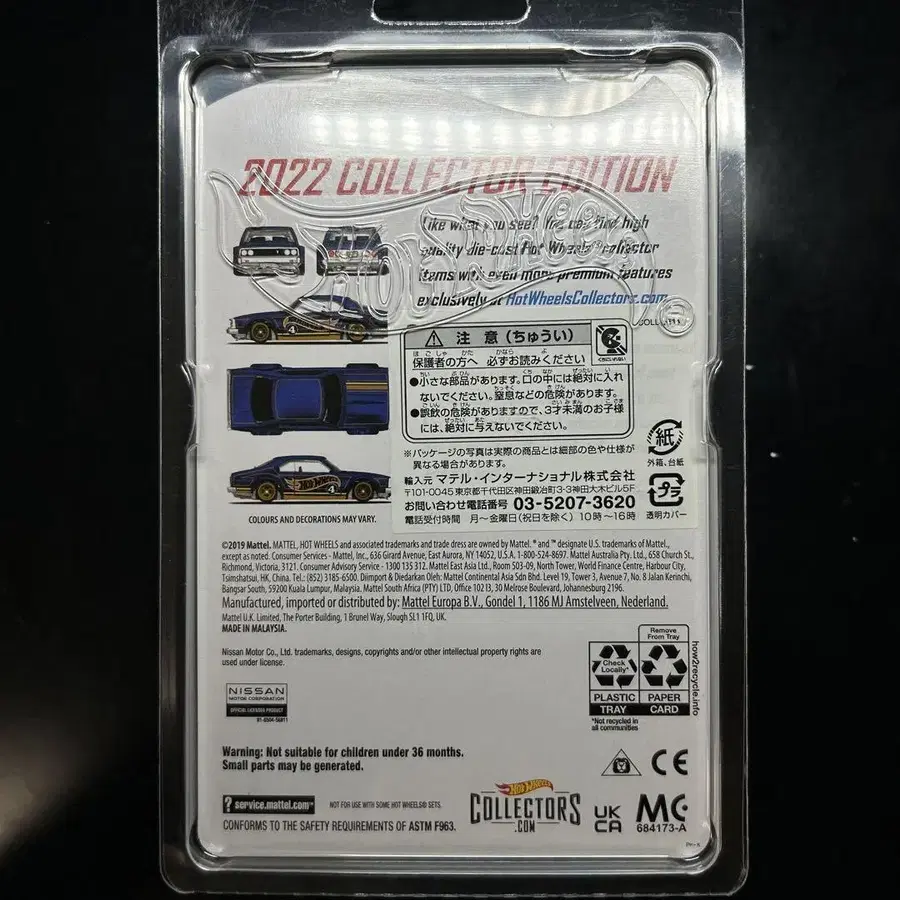 2022 COLLECTOR EDITION
Like what you see? You can find high
quality die-cast Hot Wheels collector
items with even more premium features
exclusively at HotWheelsCollectors.com
注意(ちゅうい)
保護者の方へ 必ずお読みください
●小さな部品があります。口の中には絶対に入れ
ないでください。窒息などの危険があります。
●誤飲の危険がありますので、3才未満のお子様
には、絶対に与えないでください。
※パッケージの写真は実際の商品とは細部の色や仕様が
異なる場合があります。
輸入元 マテル・インターナショナル株式会社
〒101-0045 東京都千代田区神田鍛冶町3-3-9神田大木ビル5F
お問い合わせ電話番号 03-5207-3620
電話受付時間 月~金曜日(祝日を除く)10時~16時
紙
外箱、台紙
プラ
透明カバー
4
HOT WHEELS
4
COLOURS AND DECORATIONS MAY VARY.
©2019 Mattel. MATTEL, HOT WHEELS and associated trademarks and trade dress are owned by Mattel. ® and ™ designate U.S. trademarks of Mattel,
except as noted. Consumer Services - Mattel, Inc., 636 Girard Avenue, East Aurora, NY 14052, U.S.A. 1-800-524-8697. Mattel Australia Pty. Ltd., 658 Church St.,
Richmond, Victoria, 3121. Consumer Advisory Service - 1300 135 312. Mattel East Asia Ltd., Room 503-09, North Tower, World Finance Centre, Harbour City,
Tsimshatsui, HK, China. Tel.: (852) 3185-6500. Diimport & Diedarkan Oleh: Mattel Continental Asia Sdn Bhd. Level 19, Tower 3, Avenue 7, No. 8 Jalan Kerinchi,
Bangsar South, 59200 Kuala Lumpur, Malaysia. Mattel South Africa (PTY) LTD, Office 102 I3, 30 Melrose Boulevard, Johannesburg 2196.
Manufactured, imported or distributed by: Mattel Europa B.V., Gondel 1, 1186 MJ Amstelveen, Nederland.
Mattel U.K. Limited, The Porter Building, 1 Brunel Way, Slough SL1 1FQ, UK.
MADE IN MALAYSIA.
Nissan Motor Co., Ltd. trademarks, designs, copyrights and/or other intellectual property rights are
used under license.
NISSAN
MOTOR CORPORATION
OFFICIAL LICENSED PRODUCT
Remove
From Tray
Check
Locally*
PLASTIC
TRAY
PAPER
CARD
*Not recycled in
all communities
how2recycle.info
Warning: Not suitable for children under 36 months.
Small parts may be generated.
CE
? service.mattel.com™
NOT FOR USE WITH SOME HOT WHEELS® SETS.
CONFORMS TO THE SAFETY REQUIREMENTS OF ASTM F963.
HOT WHEELS
COLLECTORS
.COM
UK
CA
MC
684173-A